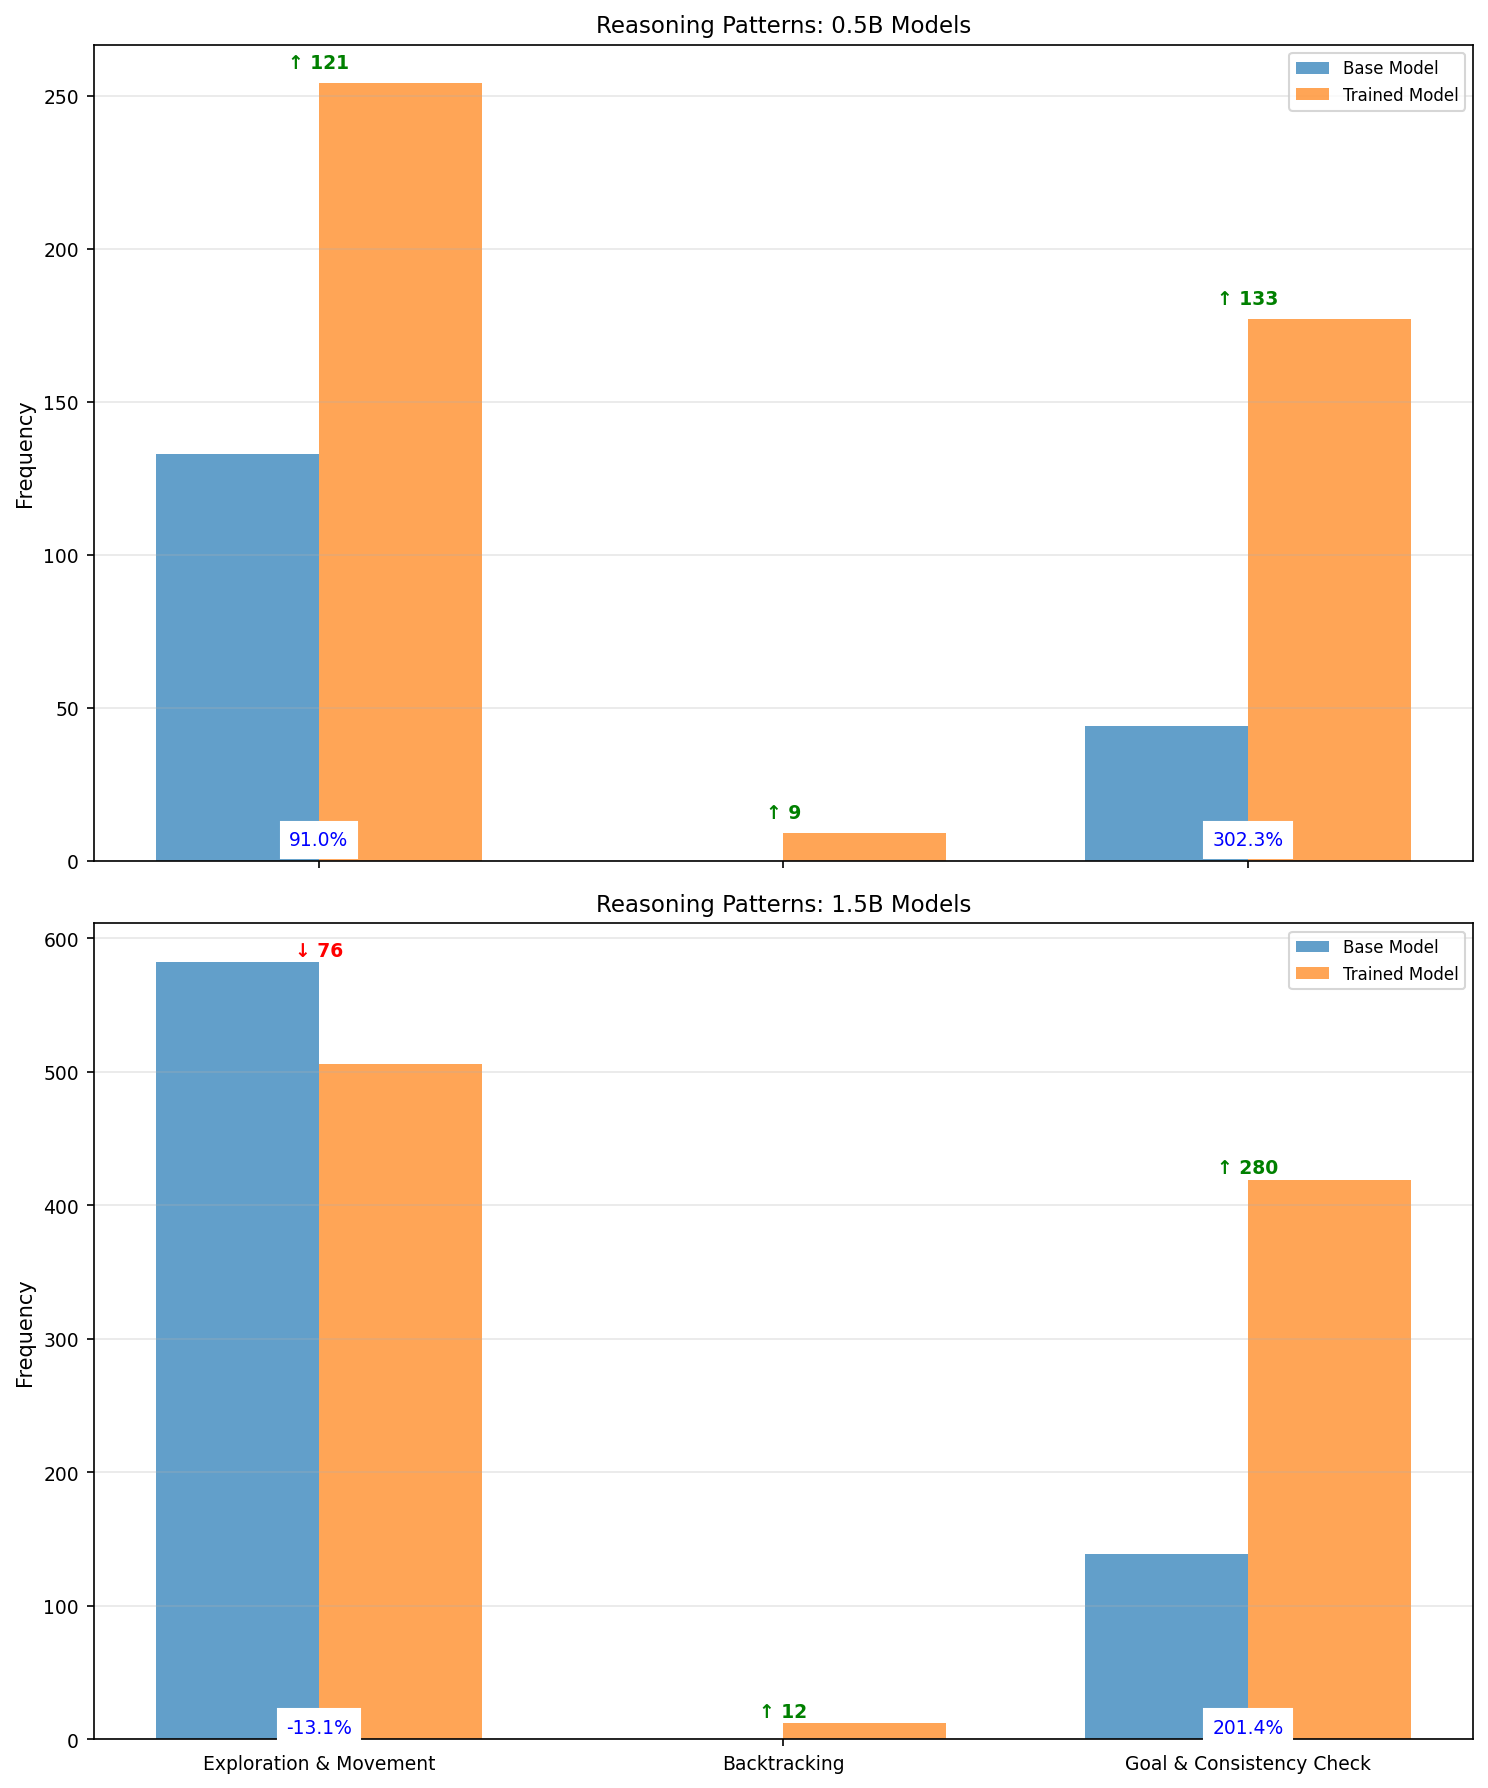 Reasoning Patterns: 0.5B Models
Base Model
Trained Model
Frequency
250
200
150
100
50
0
↑ 121
↑ 9
↑ 133
91.0%
302.3%
Reasoning Patterns: 1.5B Models
Base Model
Trained Model
Frequency
600
500
400
300
200
100
0
↓ 76
↑ 12
↑ 280
-13.1%
201.4%
Exploration & Movement
Backtracking
Goal & Consistency Check